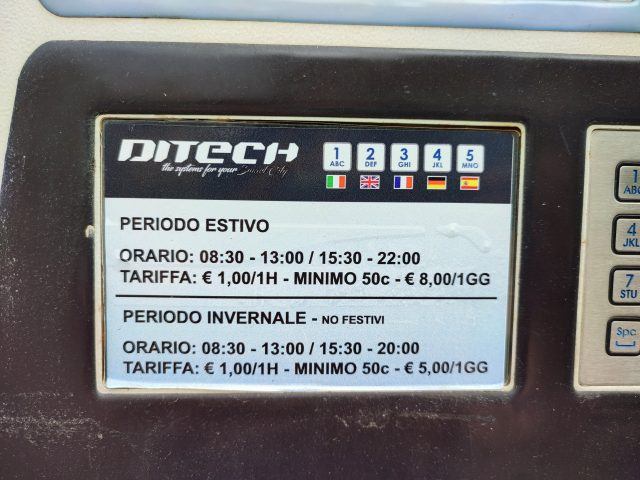 DITECH
the systems for your Smart City
1 ABC
2 DEF
3 GHI
4 JKL
5 MNO
PERIODO ESTIVO
ORARIO: 08:30 - 13:00 / 15:30 - 22:00
TARIFFA: € 1,00/1H - MINIMO 50c - € 8,00/1GG
PERIODO INVERNALE - NO FESTIVI
ORARIO: 08:30 - 13:00 / 15:30 - 20:00
TARIFFA: € 1,00/1H - MINIMO 50c - € 5,00/1GG
1
ABC
4
JKL
7
STU
Spc